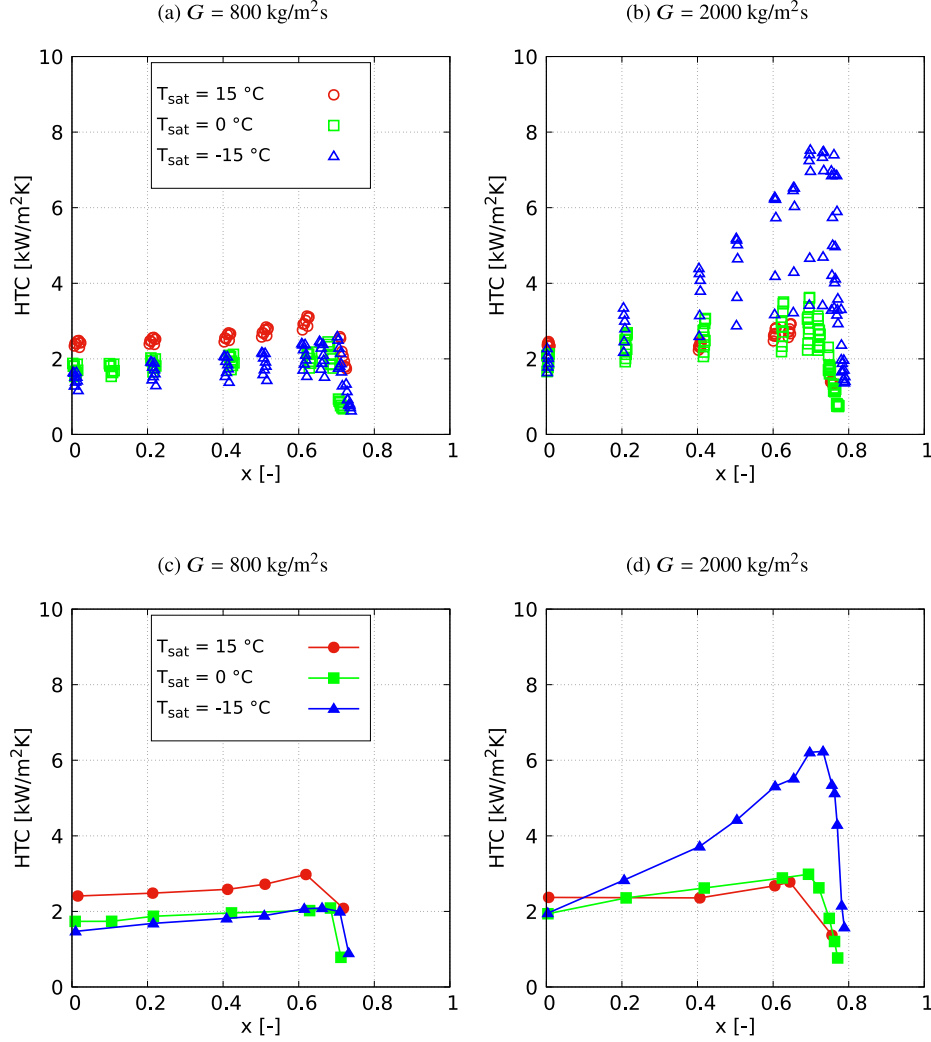 (a) G = 800 kg/m²s
HTC [kW/m²K]
10
8
6
4
2
0
T_sat = 15 °C
T_sat = 0 °C
T_sat = -15 °C
0 0.2 0.4 0.6 0.8 1
x [-]
(b) G = 2000 kg/m²s
HTC [kW/m²K]
10
8
6
4
2
0
0 0.2 0.4 0.6 0.8 1
x [-]
(c) G = 800 kg/m²s
HTC [kW/m²K]
10
8
6
4
2
0
T_sat = 15 °C
T_sat = 0 °C
T_sat = -15 °C
0 0.2 0.4 0.6 0.8 1
x [-]
(d) G = 2000 kg/m²s
HTC [kW/m²K]
10
8
6
4
2
0
0 0.2 0.4 0.6 0.8 1
x [-]